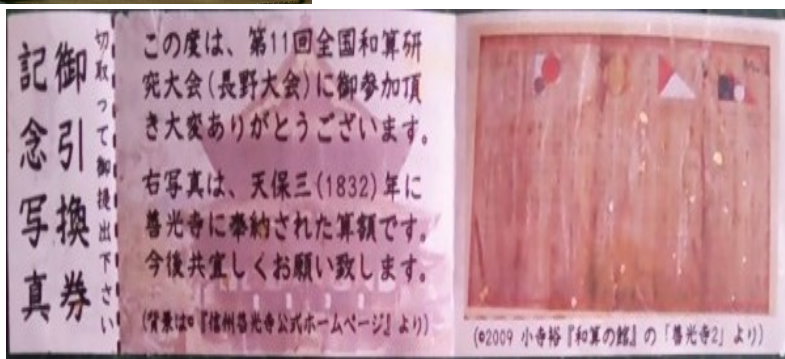 記念写真
御引換券
切取って御提出下さい
この度は、第11回全国和算研
究大会(長野大会)に御参加頂
き大変ありがとうございます。
右写真は、天保三(1832)年に
善光寺に奉納された算額です。
今後共宜しくお願い致します。
(背景は©『信州善光寺公式ホームページ』より)
(©2009 小寺裕『和算の館』の「善光寺2」より)